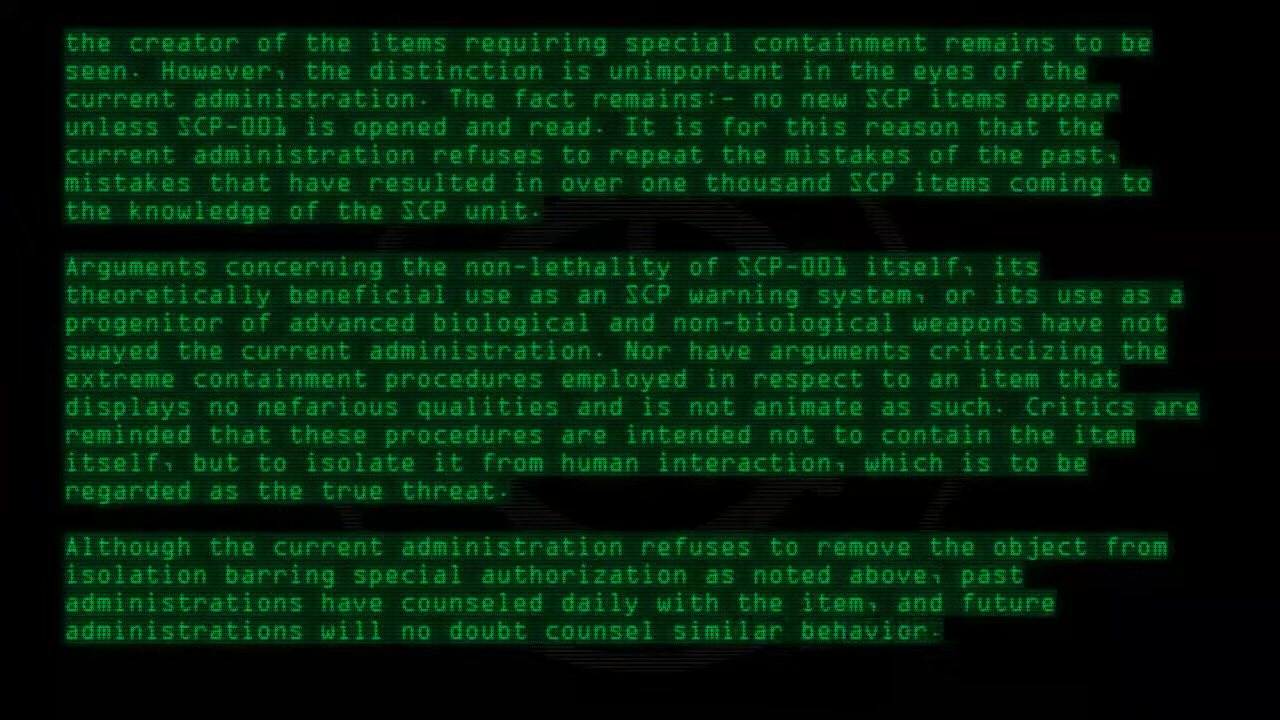 the creator of the items requiring special containment remains to be
seen. However, the distinction is unimportant in the eyes of the
current administration. The fact remains:- no new SCP items appear
unless SCP-001 is opened and read. It is for this reason that the
current administration refuses to repeat the mistakes of the past,
mistakes that have resulted in over one thousand SCP items coming to
the knowledge of the SCP unit.
Arguments concerning the non-lethality of SCP-001 itself, its
theoretically beneficial use as an SCP warning system, or its use as a
progenitor of advanced biological and non-biological weapons have not
swayed the current administration. Nor have arguments criticizing the
extreme containment procedures employed in respect to an item that
displays no nefarious qualities and is not animate as such. Critics are
reminded that these procedures are intended not to contain the item
itself, but to isolate it from human interaction, which is to be
regarded as the true threat.
Although the current administration refuses to remove the object from
isolation barring special authorization as noted above, past
administrations have counseled daily with the item, and future
administrations will no doubt counsel similar behavior.